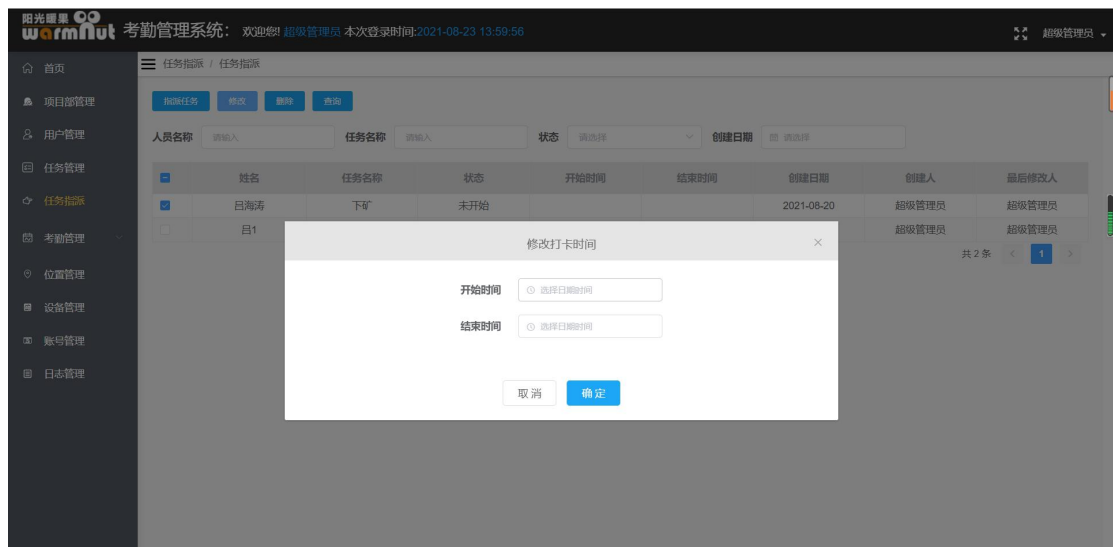 阳光暖果
warmnut 考勤管理系统： 欢迎您! 超级管理员 本次登录时间:2021-08-23 13:59:56 超级管理员
首页
任务指派 / 任务指派
项目部管理
指派任务 修改 删除 查询
用户管理
人员名称 请输入 任务名称 请输入 状态 请选择 创建日期 请选择
任务管理
姓名 任务名称 状态 开始时间 结束时间 创建日期 创建人 最后修改人
任务指派
吕海涛 下矿 未开始 2021-08-20 超级管理员 超级管理员
考勤管理
吕1 超级管理员 超级管理员
共 2 条 < 1 >
修改打卡时间
位置管理
开始时间 选择日期时间
设备管理
结束时间 选择日期时间
账号管理
日志管理
取 消 确 定